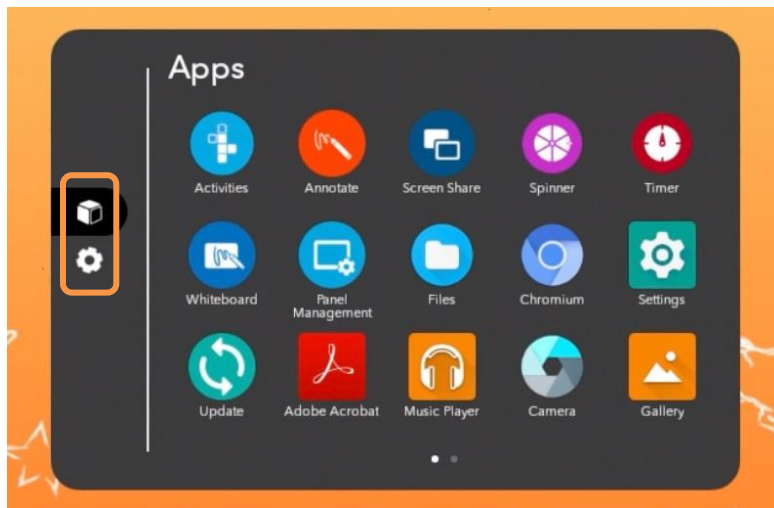 Apps
Activities
Annotate
Screen Share
Spinner
Timer
Whiteboard
Panel
Management
Files
Chromium
Settings
Update
Adobe Acrobat
Music Player
Camera
Gallery